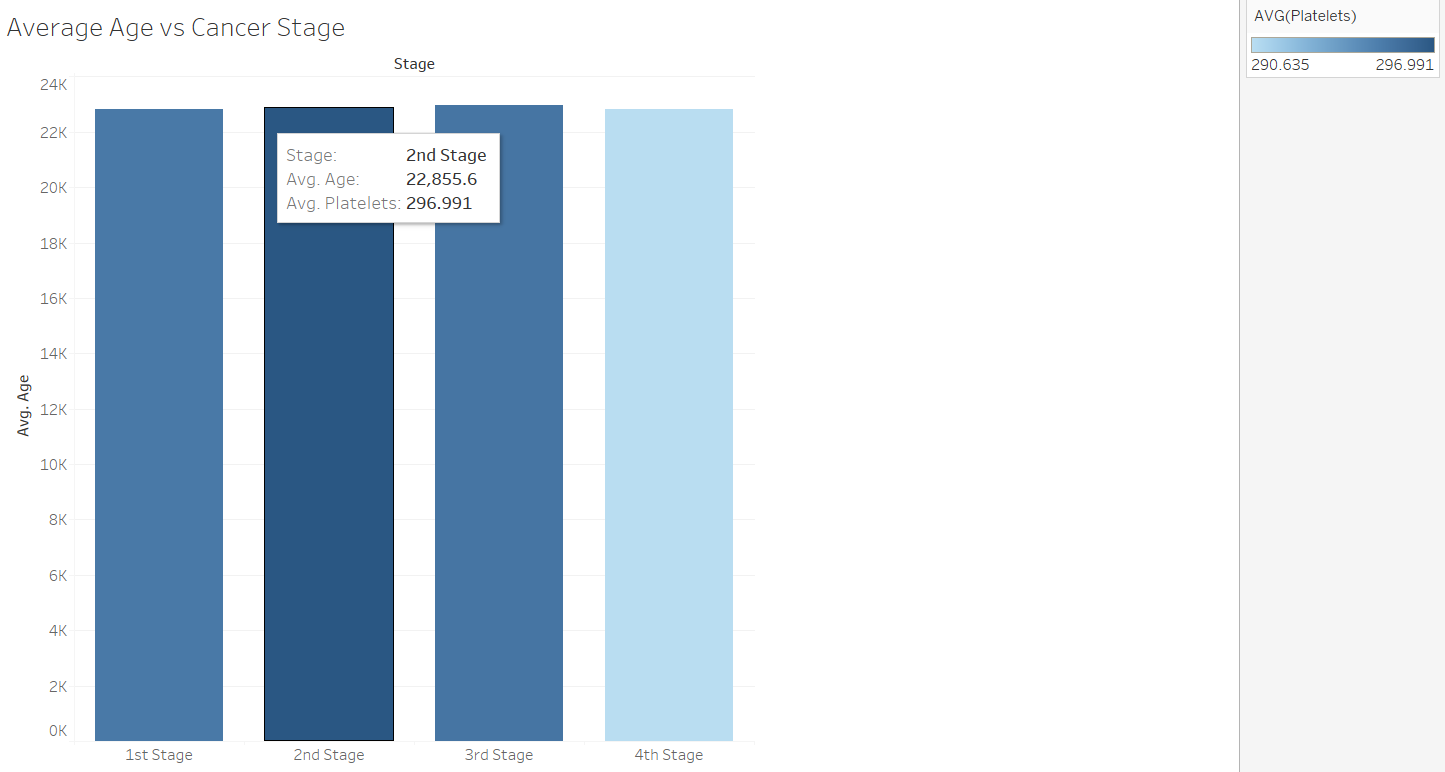 Average Age vs Cancer Stage
Stage
24K
22K
20K
18K
16K
14K
12K
10K
8K
6K
4K
2K
0K
Avg. Age
Stage: 2nd Stage
Avg. Age: 22,855.6
Avg. Platelets: 296.991
1st Stage 2nd Stage 3rd Stage 4th Stage
AVG(Platelets)
290.635 296.991